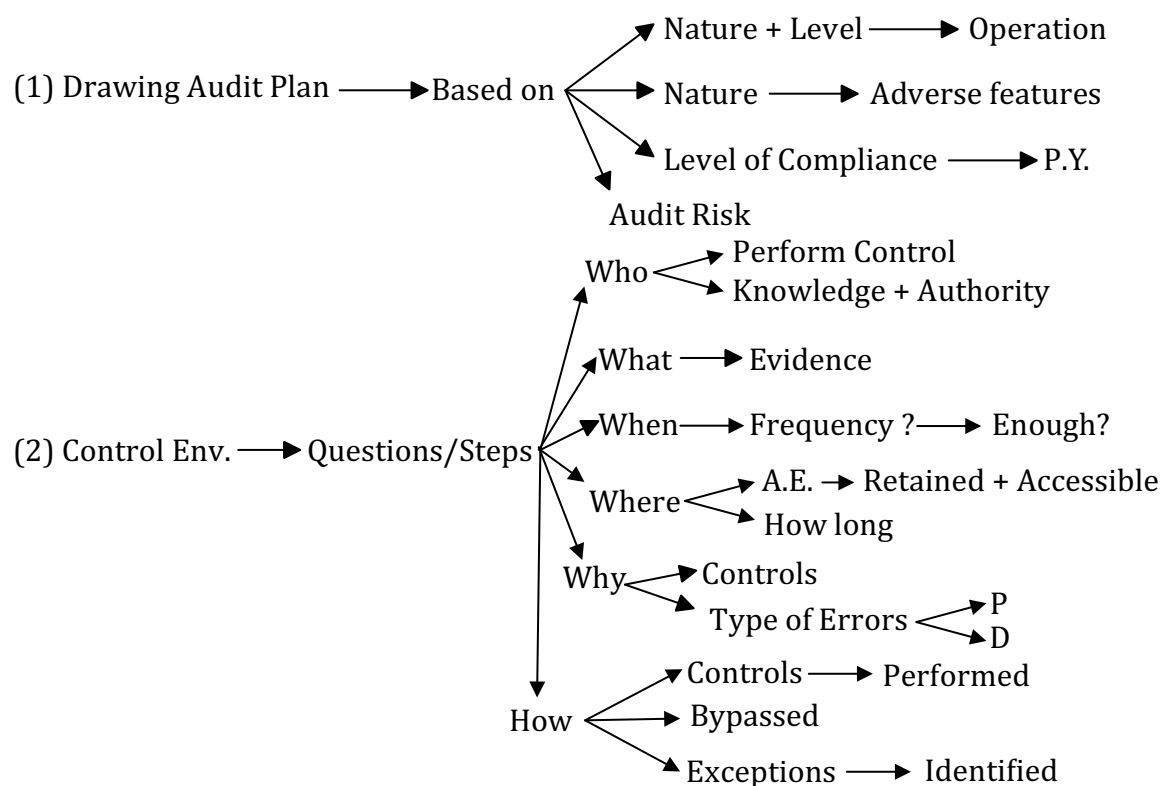 Nature + Level Operation
(1) Drawing Audit Plan Based on Nature Adverse features
Level of Compliance P.Y.
Audit Risk
Who Perform Control
Knowledge + Authority
What Evidence
When Frequency ? Enough?
(2) Control Env. Questions/Steps
Where A.E. Retained + Accessible
How long
Why Controls
Type of Errors P
D
How Controls Performed
Bypassed
Exceptions Identified